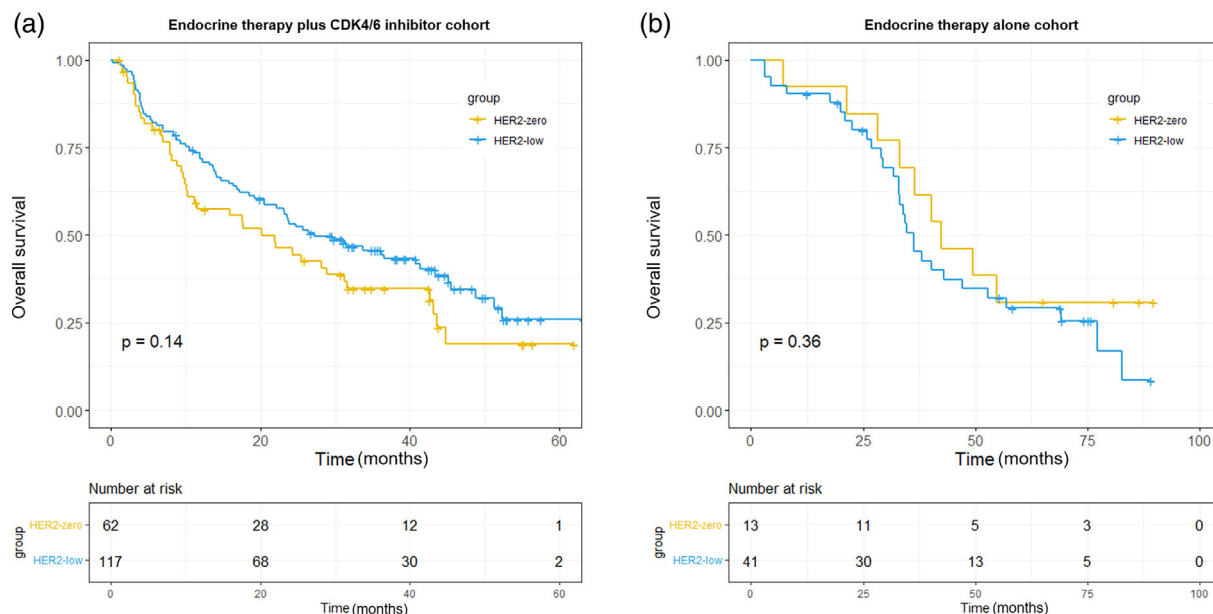 (a)
Endocrine therapy plus CDK4/6 inhibitor cohort
1.00
0.75
0.50
0.25
0.00
Overall survival
group
HER2-zero
HER2-low
p = 0.14
0 20 40 60
Time (months)
Number at risk
group
HER2-zero 62 28 12 1
HER2-low 117 68 30 2
0 20 40 60
Time (months)
(b)
Endocrine therapy alone cohort
1.00
0.75
0.50
0.25
0.00
Overall survival
group
HER2-zero
HER2-low
p = 0.36
0 25 50 75 100
Time (months)
Number at risk
group
HER2-zero 13 11 5 3 0
HER2-low 41 30 13 5 0
0 25 50 75 100
Time (months)